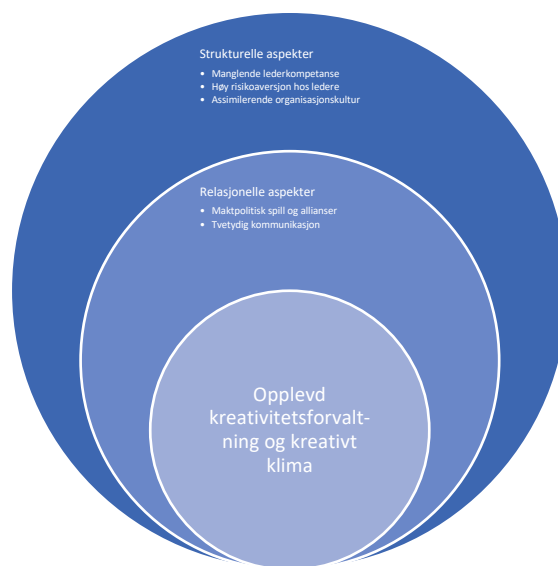 Strukturelle aspekter
• Manglende lederkompetanse
• Høy risikoaversjon hos ledere
• Assimilerende organisasjonskultur
Relasjonelle aspekter
• Maktpolitisk spill og allianser
• Tvetydig kommunikasjon
Opplevd
kreativitetsforvalt-
ning og kreativt
klima